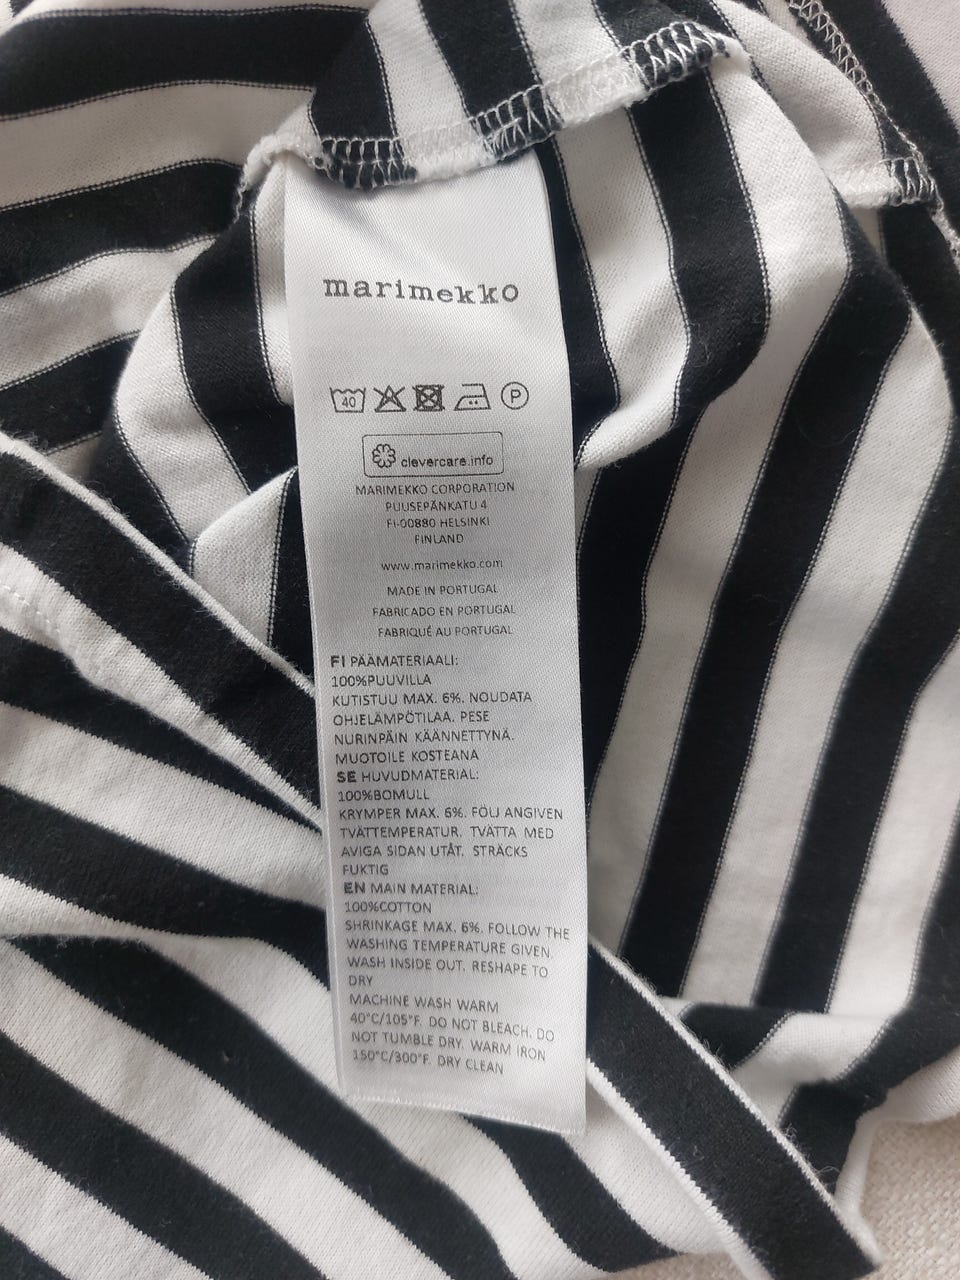 marimekko
40 P
clevercare.info
MARIMEKKO CORPORATION
PUUSEPÄNKATU 4
FI-00880 HELSINKI
FINLAND
www.marimekko.com
MADE IN PORTUGAL
FABRICADO EN PORTUGAL
FABRIQUÉ AU PORTUGAL
FI PÄÄMATERIAALI:
100%PUUVILLA
KUTISTUU MAX. 6%. NOUDATA
OHJELÄMPÖTILAA. PESE
NURINPÄIN KÄÄNNETTYNÄ.
MUOTOILE KOSTEANA
SE HUVUDMATERIAL:
100%BOMULL
KRYMPER MAX. 6%. FÖLJ ANGIVEN
TVÄTTEMPERATUR. TVÄTTA MED
AVIGA SIDAN UTÅT. STRÄCKS
FUKTIG
EN MAIN MATERIAL:
100%COTTON
SHRINKAGE MAX. 6%. FOLLOW THE
WASHING TEMPERATURE GIVEN.
WASH INSIDE OUT. RESHAPE TO
DRY
MACHINE WASH WARM
40°C/105°F. DO NOT BLEACH. DO
NOT TUMBLE DRY. WARM IRON
150°C/300°F. DRY CLEAN